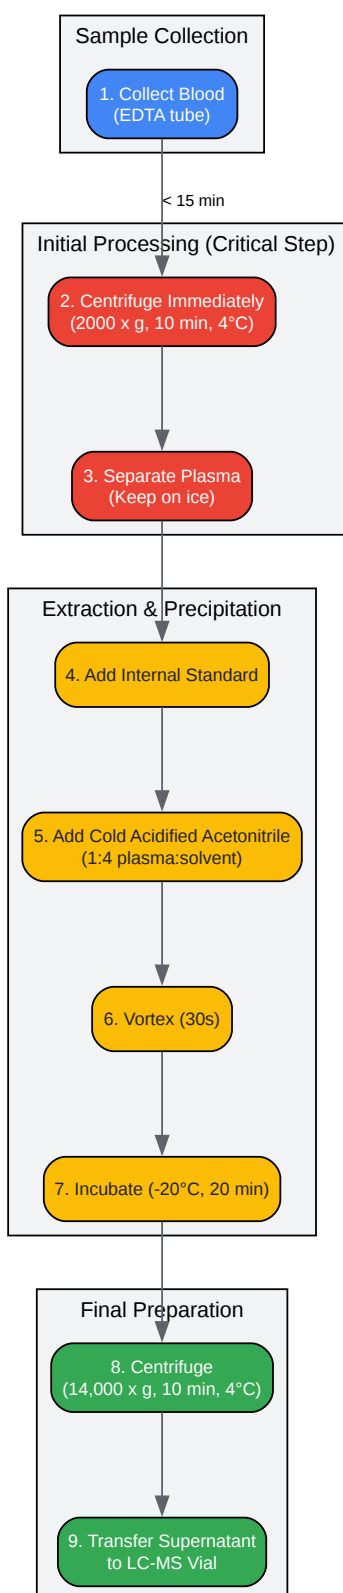 Sample Collection
1. Collect Blood
(EDTA tube)
< 15 min
Initial Processing (Critical Step)
2. Centrifuge Immediately
(2000 x g, 10 min, 4°C)
3. Separate Plasma
(Keep on ice)
Extraction & Precipitation
4. Add Internal Standard
5. Add Cold Acidified Acetonitrile
(1:4 plasma:solvent)
6. Vortex (30s)
7. Incubate (-20°C, 20 min)
Final Preparation
8. Centrifuge
(14,000 x g, 10 min, 4°C)
9. Transfer Supernatant
to LC-MS Vial